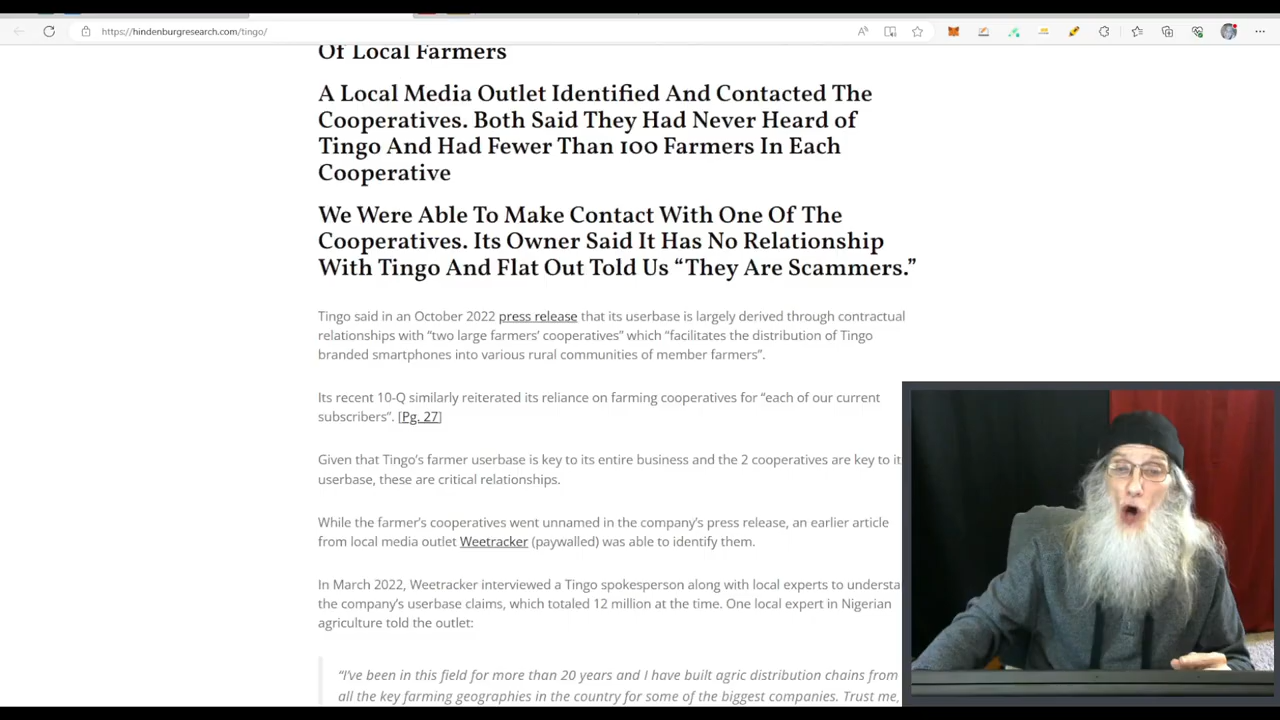 https://hindenburgresearch.com/tingo/
Of Local Farmers
A Local Media Outlet Identified And Contacted The
Cooperatives. Both Said They Had Never Heard of
Tingo And Had Fewer Than 100 Farmers In Each
Cooperative
We Were Able To Make Contact With One Of The
Cooperatives. Its Owner Said It Has No Relationship
With Tingo And Flat Out Told Us “They Are Scammers.”
Tingo said in an October 2022 press release that its userbase is largely derived through contractual
relationships with “two large farmers’ cooperatives” which “facilitates the distribution of Tingo
branded smartphones into various rural communities of member farmers”.
Its recent 10-Q similarly reiterated its reliance on farming cooperatives for “each of our current
subscribers”. [Pg. 27]
Given that Tingo’s farmer userbase is key to its entire business and the 2 cooperatives are key to it
userbase, these are critical relationships.
While the farmer’s cooperatives went unnamed in the company’s press release, an earlier article
from local media outlet Weetracker (paywalled) was able to identify them.
In March 2022, Weetracker interviewed a Tingo spokesperson along with local experts to understa
the company’s userbase claims, which totaled 12 million at the time. One local expert in Nigerian
agriculture told the outlet:
“I’ve been in this field for more than 20 years and I have built agric distribution chains from
all the key farming geographies in the country for some of the biggest companies. Trust me,